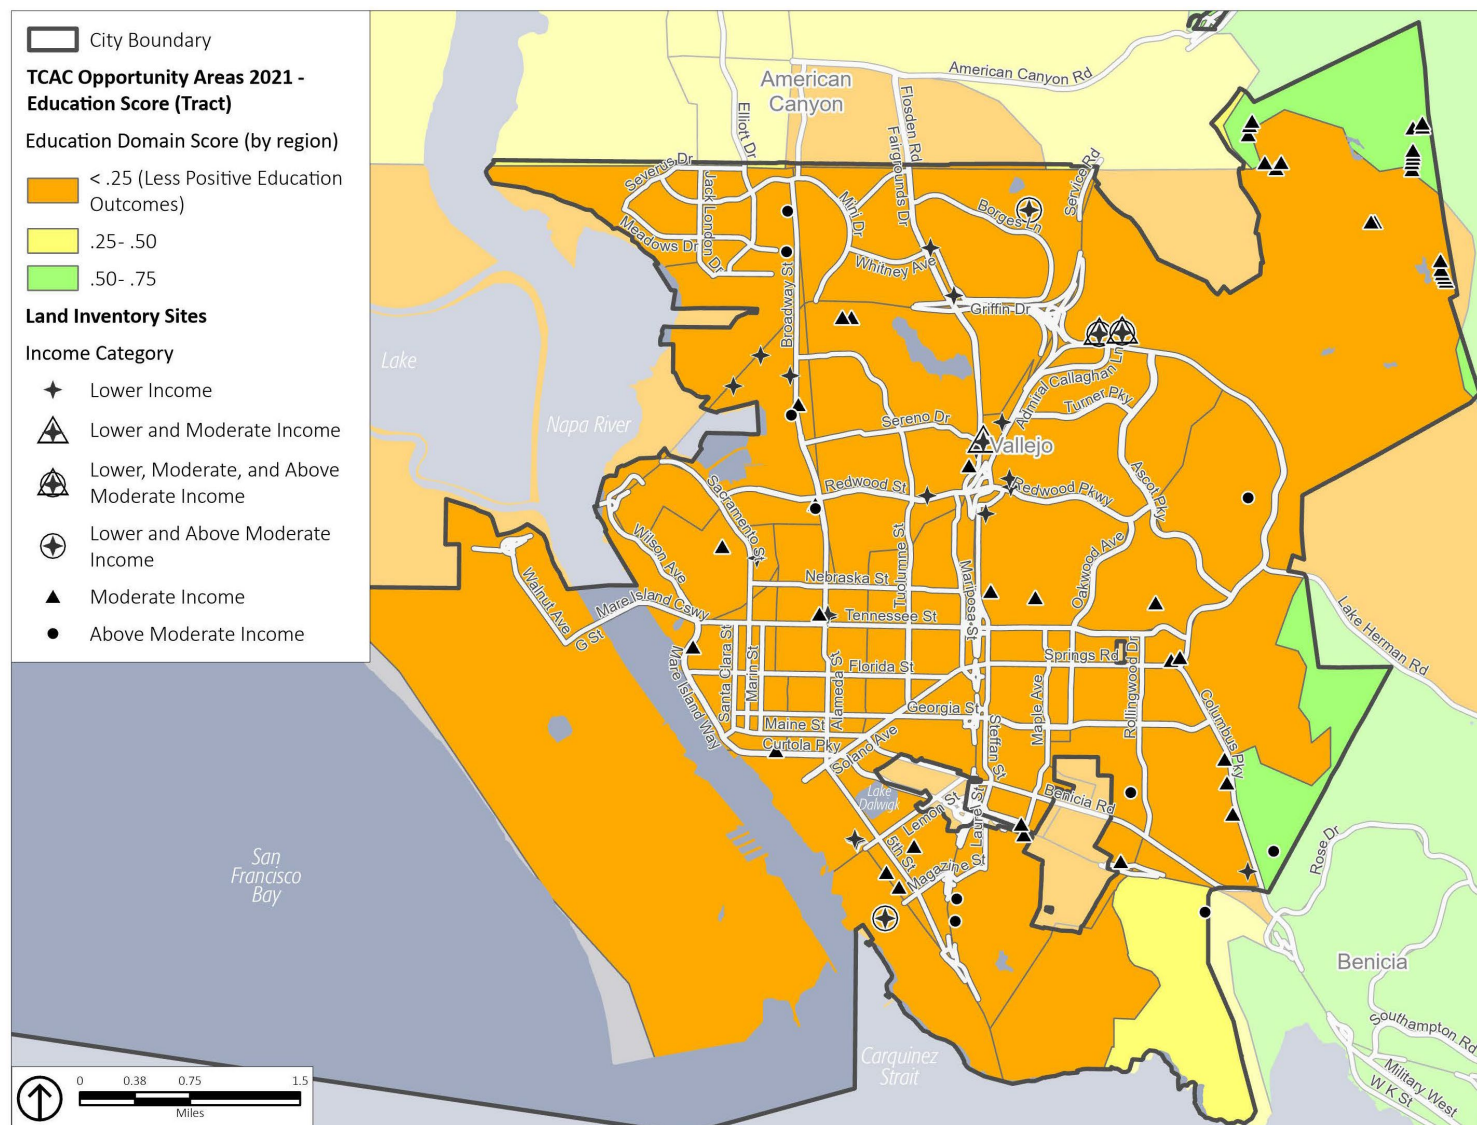 City Boundary
TCAC Opportunity Areas 2021 -
Education Score (Tract)
Education Domain Score (by region)
< .25 (Less Positive Education
Outcomes)
.25- .50
.50- .75
Land Inventory Sites
Income Category
Lower Income
Lower and Moderate Income
Lower, Moderate, and Above
Moderate Income
Lower and Above Moderate
Income
Moderate Income
Above Moderate Income
American
Canyon
American Canyon Rd
Elliott Dr
Flosden Rd
Fairgrounds Dr
Service Rd
Severus Dr
Jack London Dr
Meadows Dr
Mini Dr
Borges Ln
Whitney Ave
Broadway St
Griffin Dr
Lake
Napa River
Admiral Callaghan Ln
Turner Pky
Sereno Dr
Vallejo
Ascot Pky
Redwood St
Redwood Pkwy
Sacramento St
Wilson Ave
Tuolumne St
Mariposa St
Oakwood Ave
Nebraska St
Walnut Ave
G St
Mare Island Cswy
Tennessee St
Lake Herman Rd
Mare Island Way
Santa Clara St
Marin St
Florida St
Alameda St
Springs Rd
Rollingwood Dr
Maple Ave
Columbus Pky
Georgia St
Maine St
Curtola Pky
Solano Ave
Steffan St
Lake
Dalwigk
Lemon St
Laurel St
Benicia Rd
5th St
Magazine St
Rose Dr
San
Francisco
Bay
Benicia
Southampton Rd
Carquinez
Strait
Military West
W K St
0 0.38 0.75 1.5
Miles